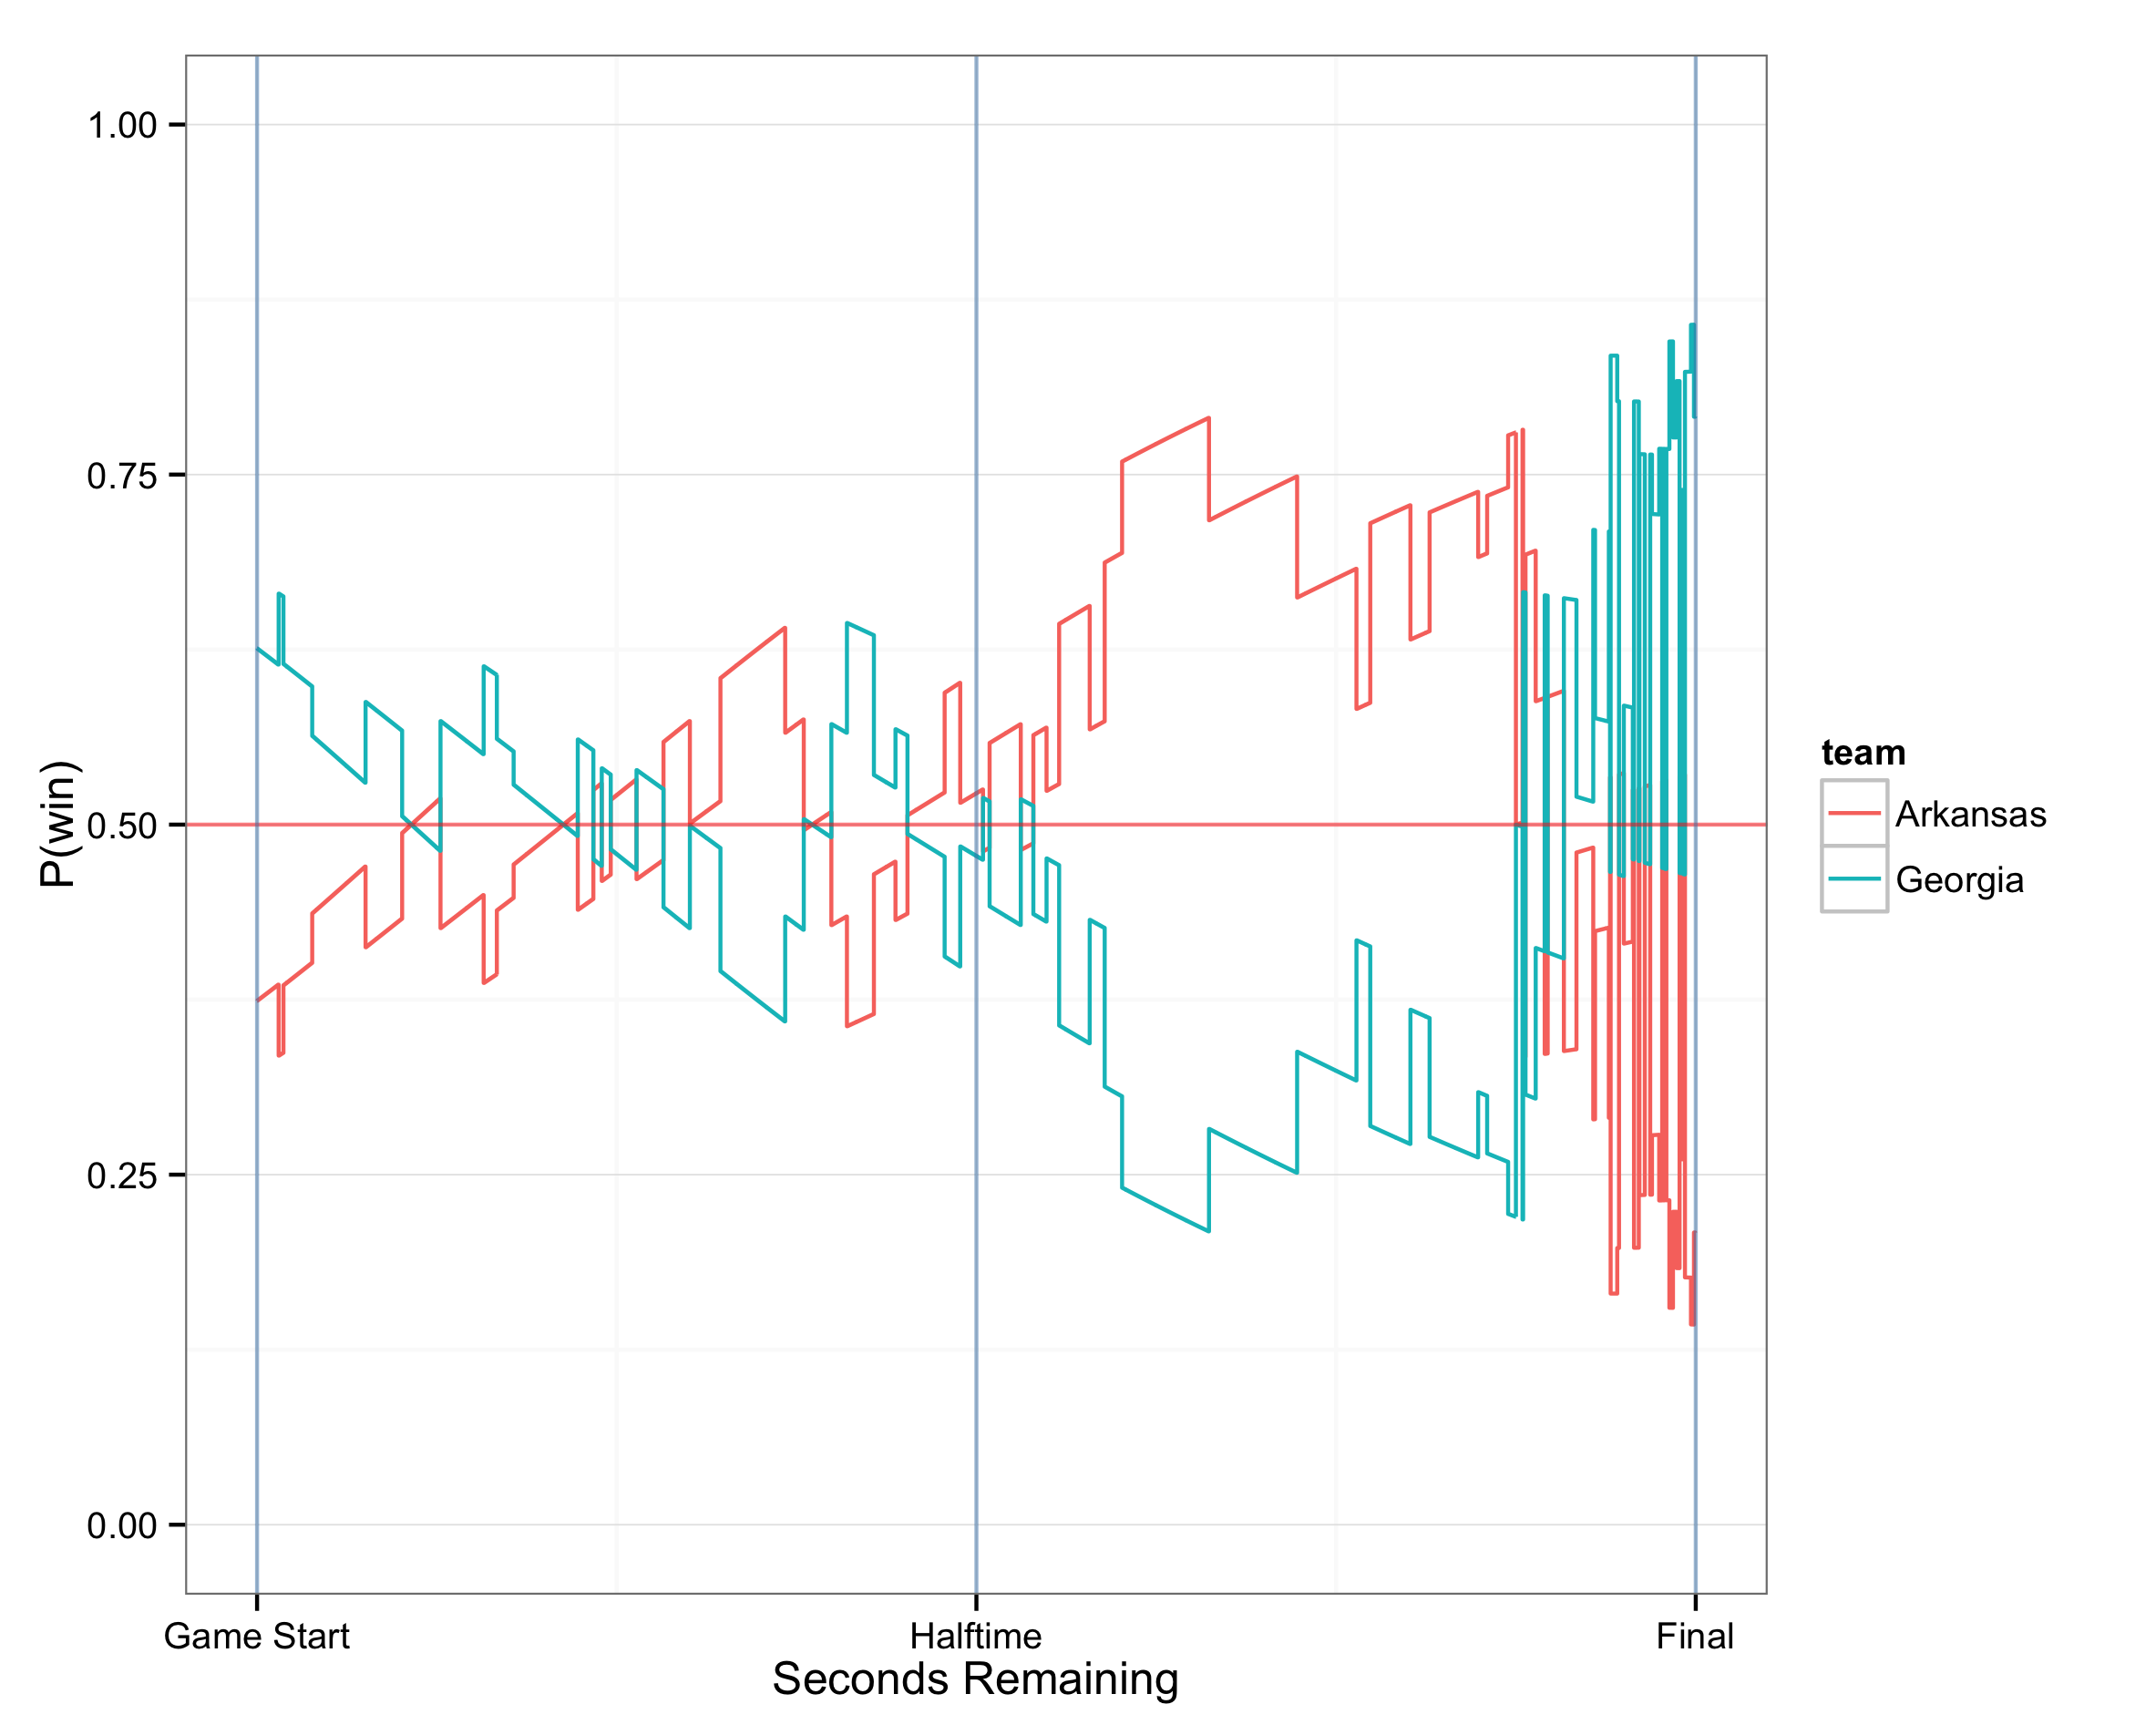 1.00
0.75
0.50
0.25
0.00
P(win)
Game Start
Halftime
Final
Seconds Remaining
team
Arkansas
Georgia